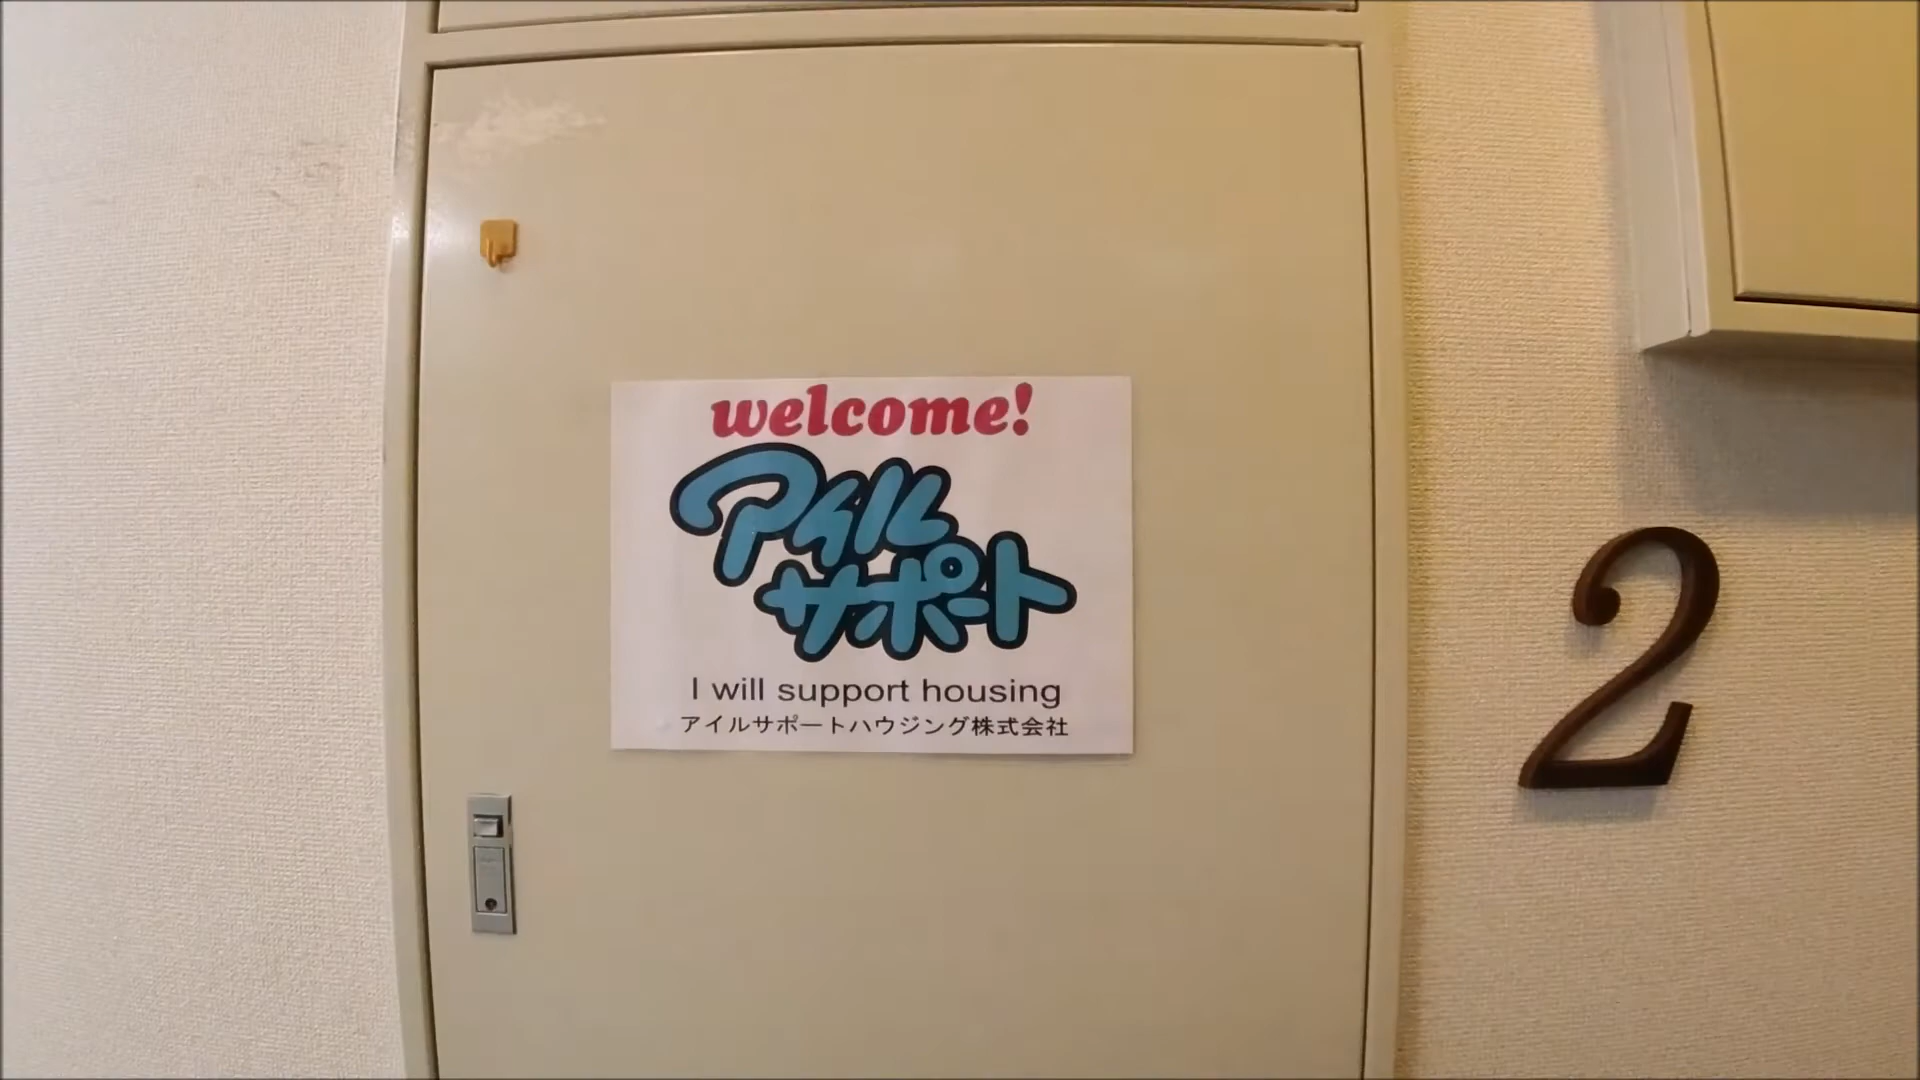 welcome!
アイル
サポート
I will support housing
アイルサポートハウジング株式会社
2